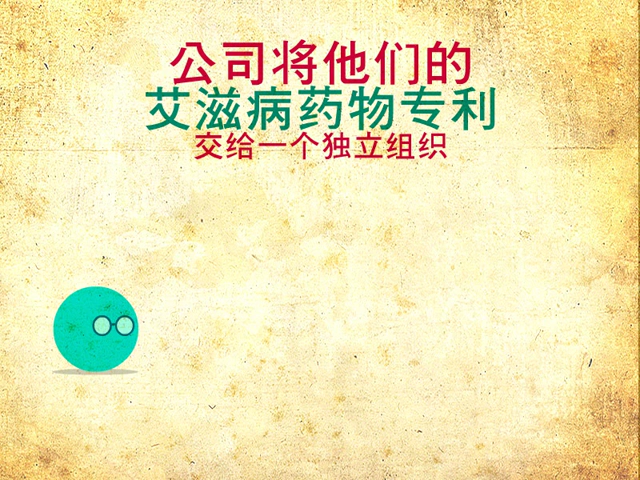 公司将他们的
艾滋病药物专利
交给一个独立组织